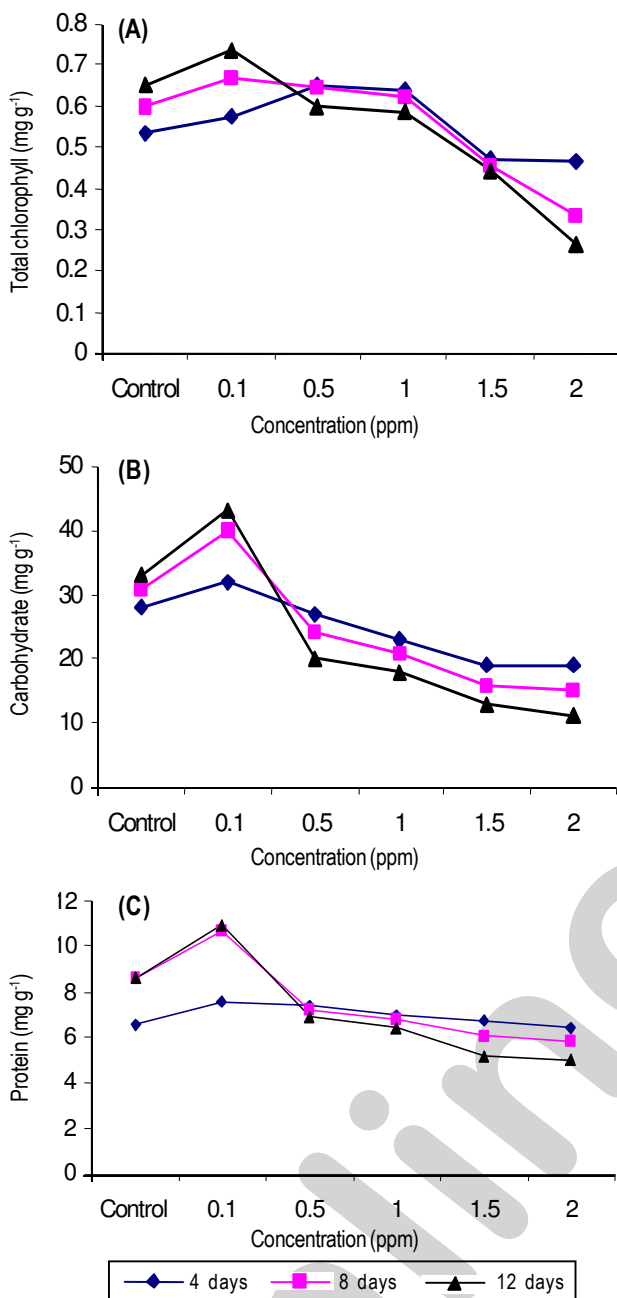 (A)
Total chlorophyll (mg g-1)
0.8
0.7
0.6
0.5
0.4
0.3
0.2
0.1
0
Control 0.1 0.5 1 1.5 2
Concentration (ppm)
(B)
Carbohydrate (mg g-1)
50
40
30
20
10
0
Control 0.1 0.5 1 1.5 2
Concentration (ppm)
(C)
Protein (mg g-1)
12
10
8
6
4
2
0
Control 0.1 0.5 1 1.5 2
Concentration (ppm)
4 days 8 days 12 days